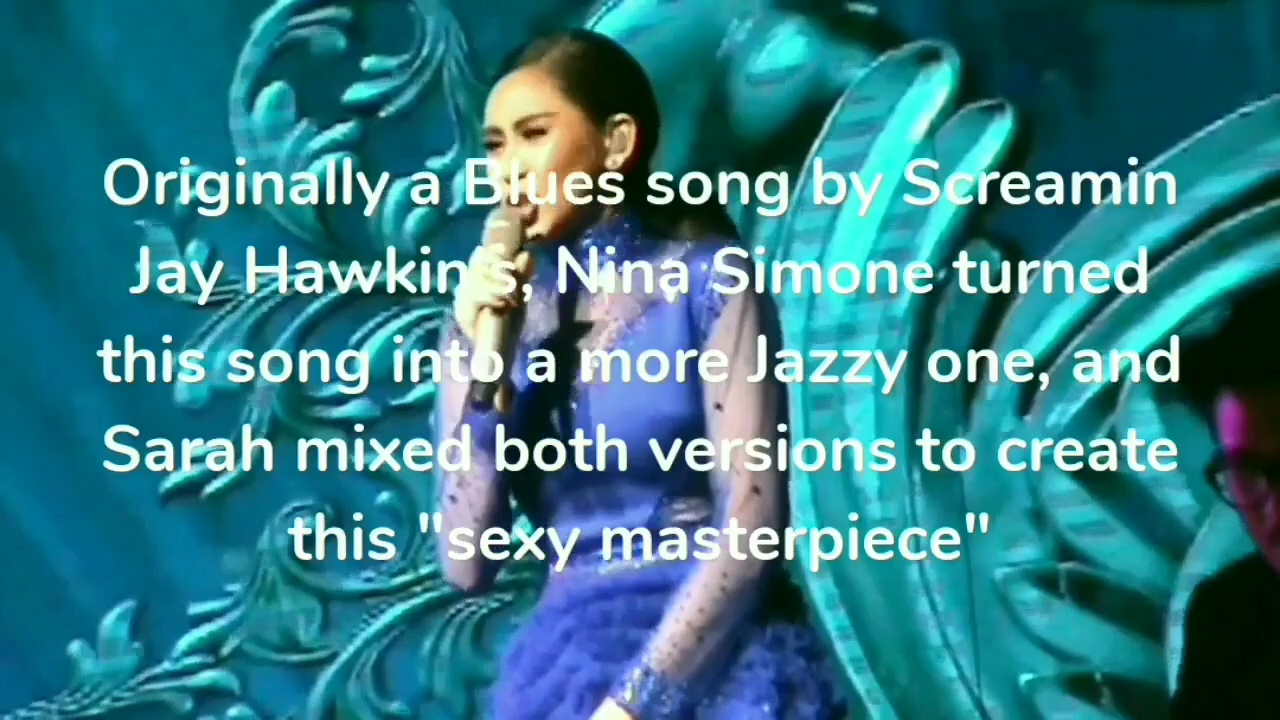 Originally a Blues song by Screamin
Jay Hawkin's, Nina Simone turned
this song into a more Jazzy one, and
Sarah mixed both versions to create
this "sexy masterpiece"